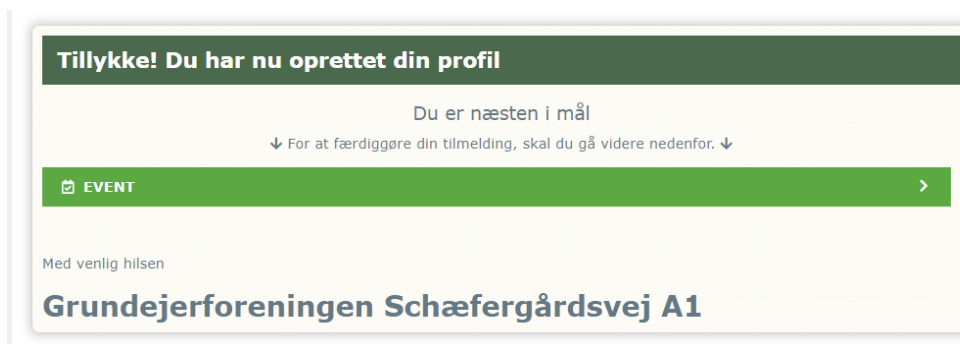 Tillykke! Du har nu oprettet din profil
Du er næsten i mål
↓ For at færdiggøre din tilmelding, skal du gå videre nedenfor. ↓
EVENT
Med venlig hilsen
Grundejerforeningen Schæfergårdsvej A1